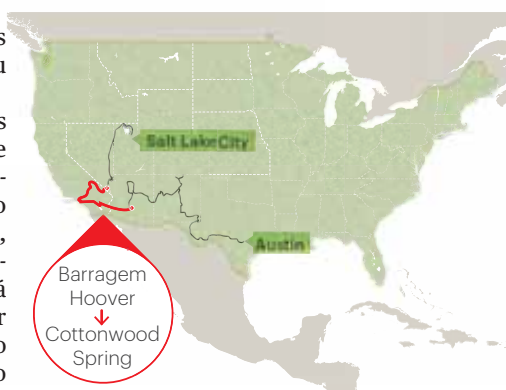 s
u
s
e
-
o
,
-
á
r
o
o
Salt Lake City
Austin
Barragem
Hoover
↓
Cottonwood
Spring